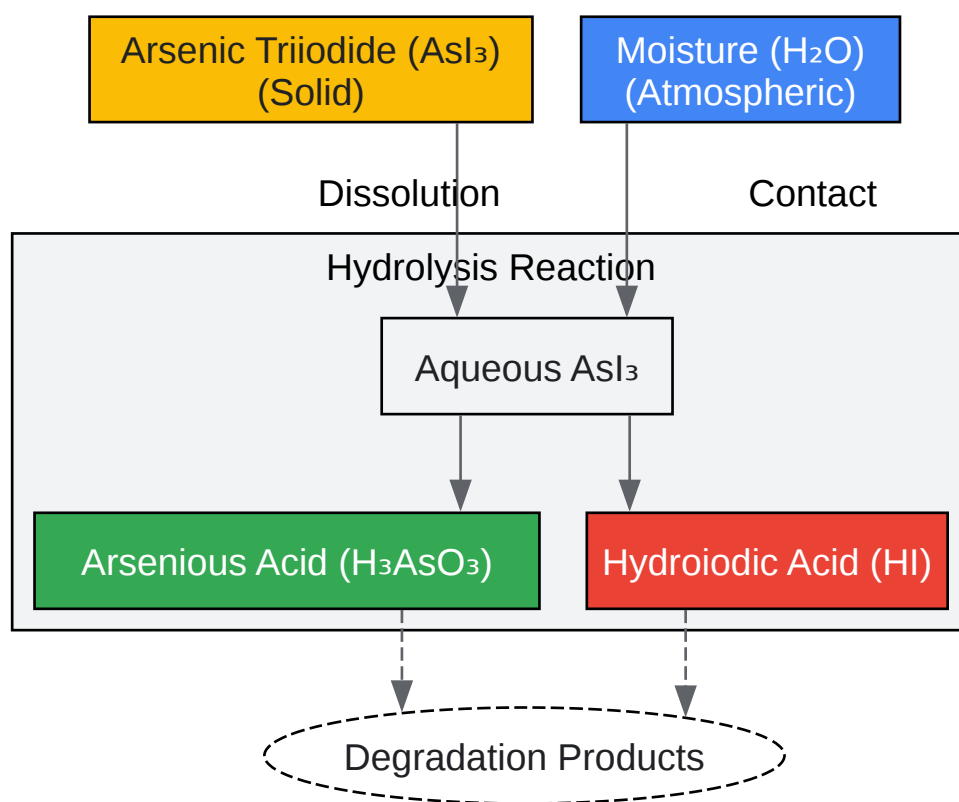 Arsenic Triiodide (AsI₃)
(Solid)
Moisture (H₂O)
(Atmospheric)
Dissolution
Contact
Hydrolysis Reaction
Aqueous AsI₃
Arsenious Acid (H₃AsO₃)
Hydroiodic Acid (HI)
Degradation Products